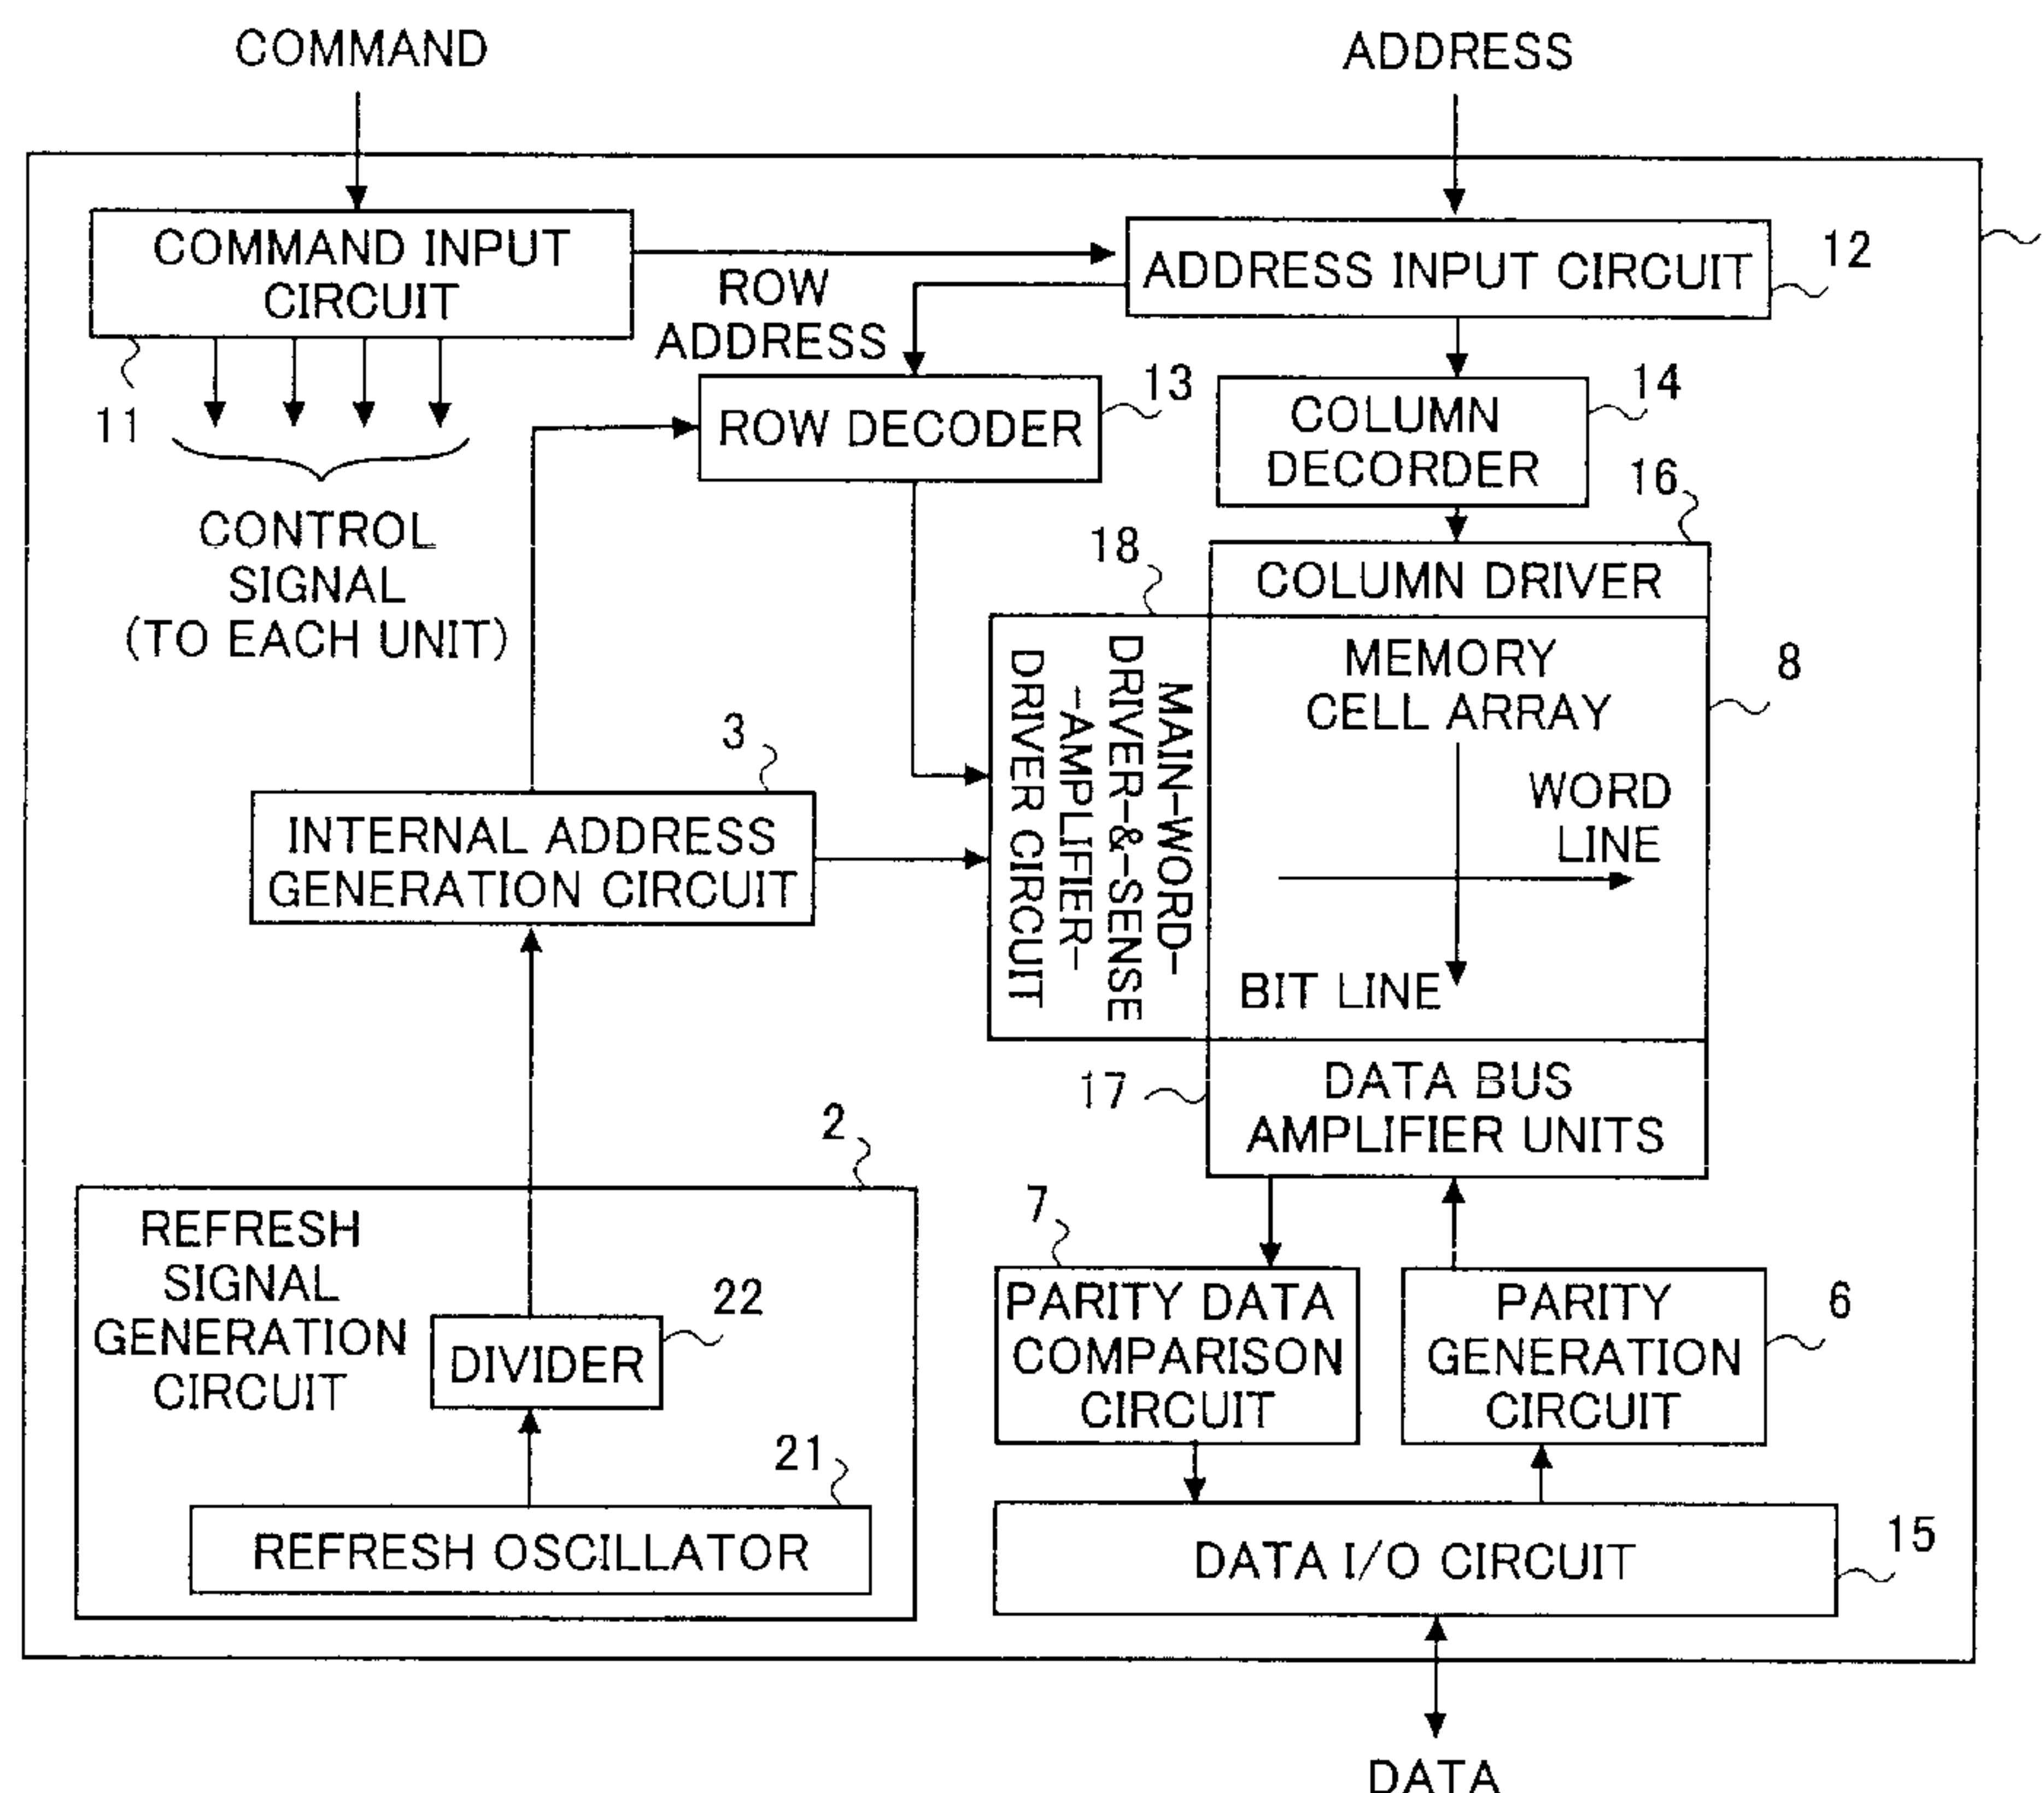 COMMAND
ADDRESS
COMMAND INPUT
CIRCUIT
11
ADDRESS INPUT CIRCUIT
12
ROW
ADDRESS
CONTROL
SIGNAL
(TO EACH UNIT)
ROW DECODER
13
COLUMN
DECORDER
14
16
COLUMN DRIVER
18
MAIN-WORD-
DRIVER-&-SENSE
-AMPLIFIER-
DRIVER CIRCUIT
MEMORY
CELL ARRAY
8
WORD
LINE
BIT LINE
3
INTERNAL ADDRESS
GENERATION CIRCUIT
17
DATA BUS
AMPLIFIER UNITS
2
REFRESH
SIGNAL
GENERATION
CIRCUIT
22
DIVIDER
21
REFRESH OSCILLATOR
7
PARITY DATA
COMPARISON
CIRCUIT
PARITY
GENERATION
CIRCUIT
6
DATA I/O CIRCUIT
15
DATA